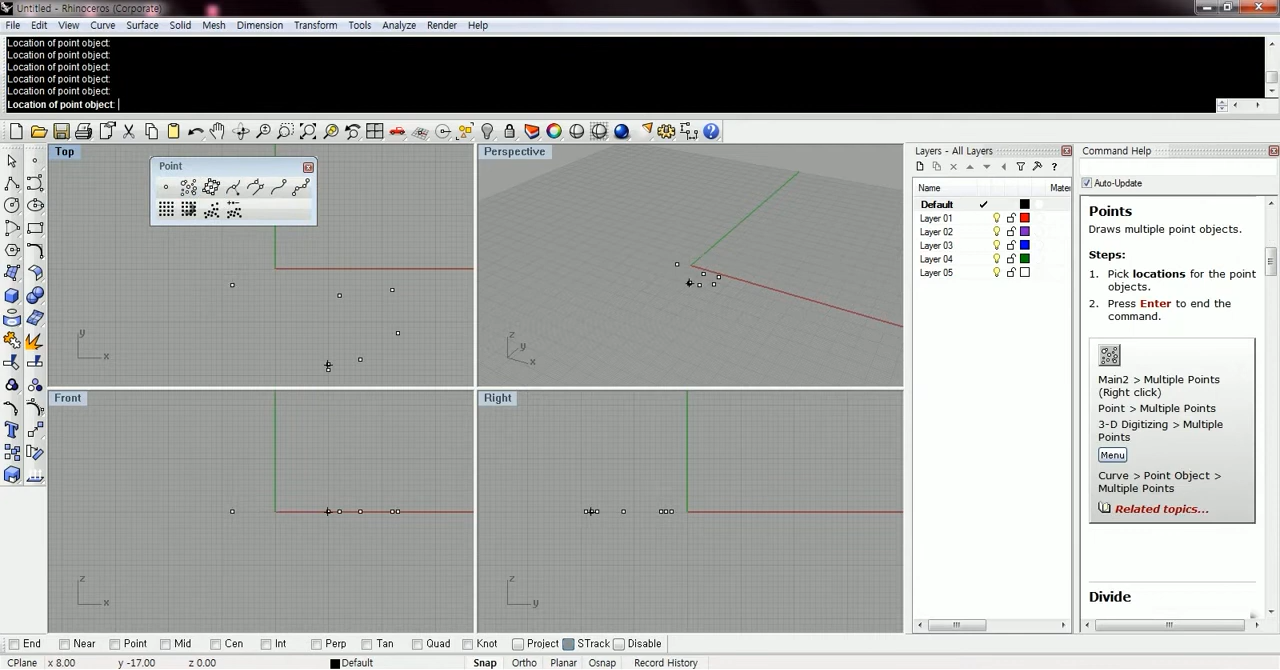 Untitled - Rhinoceros (Corporate)
File Edit View Curve Surface Solid Mesh Dimension Transform Tools Analyze Render Help
Location of point object:
Location of point object:
Location of point object:
Location of point object:
Location of point object:
Location of point object:
Top
Point
Perspective
Front
Right
y
x
z
y
x
z
x
z
y
Layers - All Layers
Name Mater
Default
Layer 01
Layer 02
Layer 03
Layer 04
Layer 05
Command Help
Auto-Update
Points
Draws multiple point objects.
Steps:
1. Pick locations for the point
objects.
2. Press Enter to end the
command.
Main2 > Multiple Points
(Right click)
Point > Multiple Points
3-D Digitizing > Multiple
Points
Menu
Curve > Point Object >
Multiple Points
Related topics...
Divide
End Near Point Mid Cen Int Perp Tan Quad Knot Project STrack Disable
CPlane x 8.00 y -17.00 z 0.00 Default Snap Ortho Planar Osnap Record History